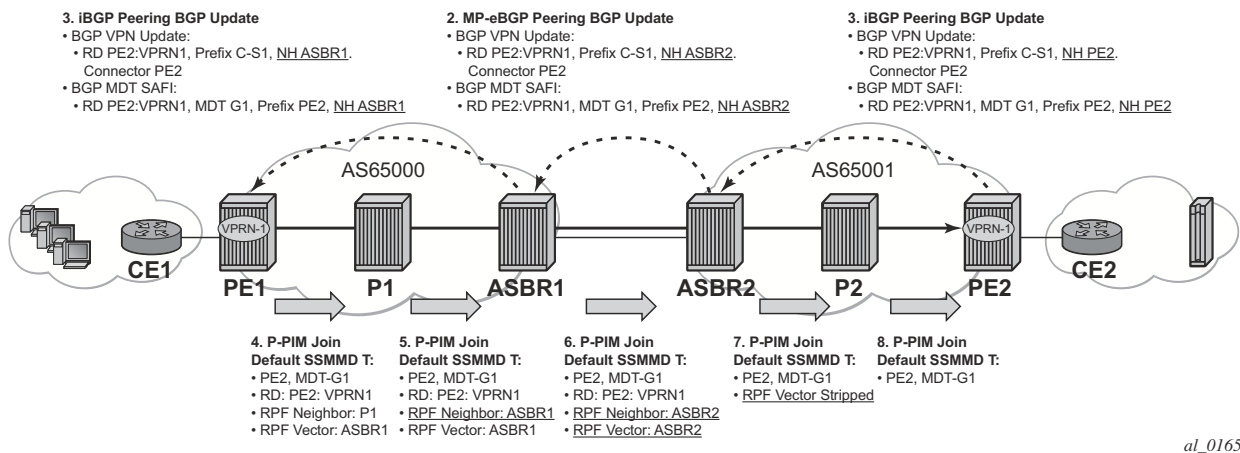 3. iBGP Peering BGP Update
• BGP VPN Update:
• RD PE2:VPRN1, Prefix C-S1, NH ASBR1.
Connector PE2
• BGP MDT SAFI:
• RD PE2:VPRN1, MDT G1, Prefix PE2, NH ASBR1
2. MP-eBGP Peering BGP Update
• BGP VPN Update:
• RD PE2:VPRN1, Prefix C-S1, NH ASBR2.
Connector PE2
• BGP MDT SAFI:
• RD PE2:VPRN1, MDT G1, Prefix PE2, NH ASBR2
3. iBGP Peering BGP Update
• BGP VPN Update:
• RD PE2:VPRN1, Prefix C-S1, NH PE2.
Connector PE2
• BGP MDT SAFI:
• RD PE2:VPRN1, MDT G1, Prefix PE2, NH PE2
AS65000
AS65001
VPRN-1
VPRN-1
CE1
PE1
P1
ASBR1
ASBR2
P2
PE2
CE2
4. P-PIM Join
Default SSMMD T:
• PE2, MDT-G1
• RD: PE2: VPRN1
• RPF Neighbor: P1
• RPF Vector: ASBR1
5. P-PIM Join
Default SSMMD T:
• PE2, MDT-G1
• RD: PE2: VPRN1
• RPF Neighbor: ASBR1
• RPF Vector: ASBR1
6. P-PIM Join
Default SSMMD T:
• PE2, MDT-G1
• RD: PE2: VPRN1
• RPF Neighbor: ASBR2
• RPF Vector: ASBR2
7. P-PIM Join
Default SSMMD T:
• PE2, MDT-G1
• RPF Vector Stripped
8. P-PIM Join
Default SSMMD T:
• PE2, MDT-G1
al_0165